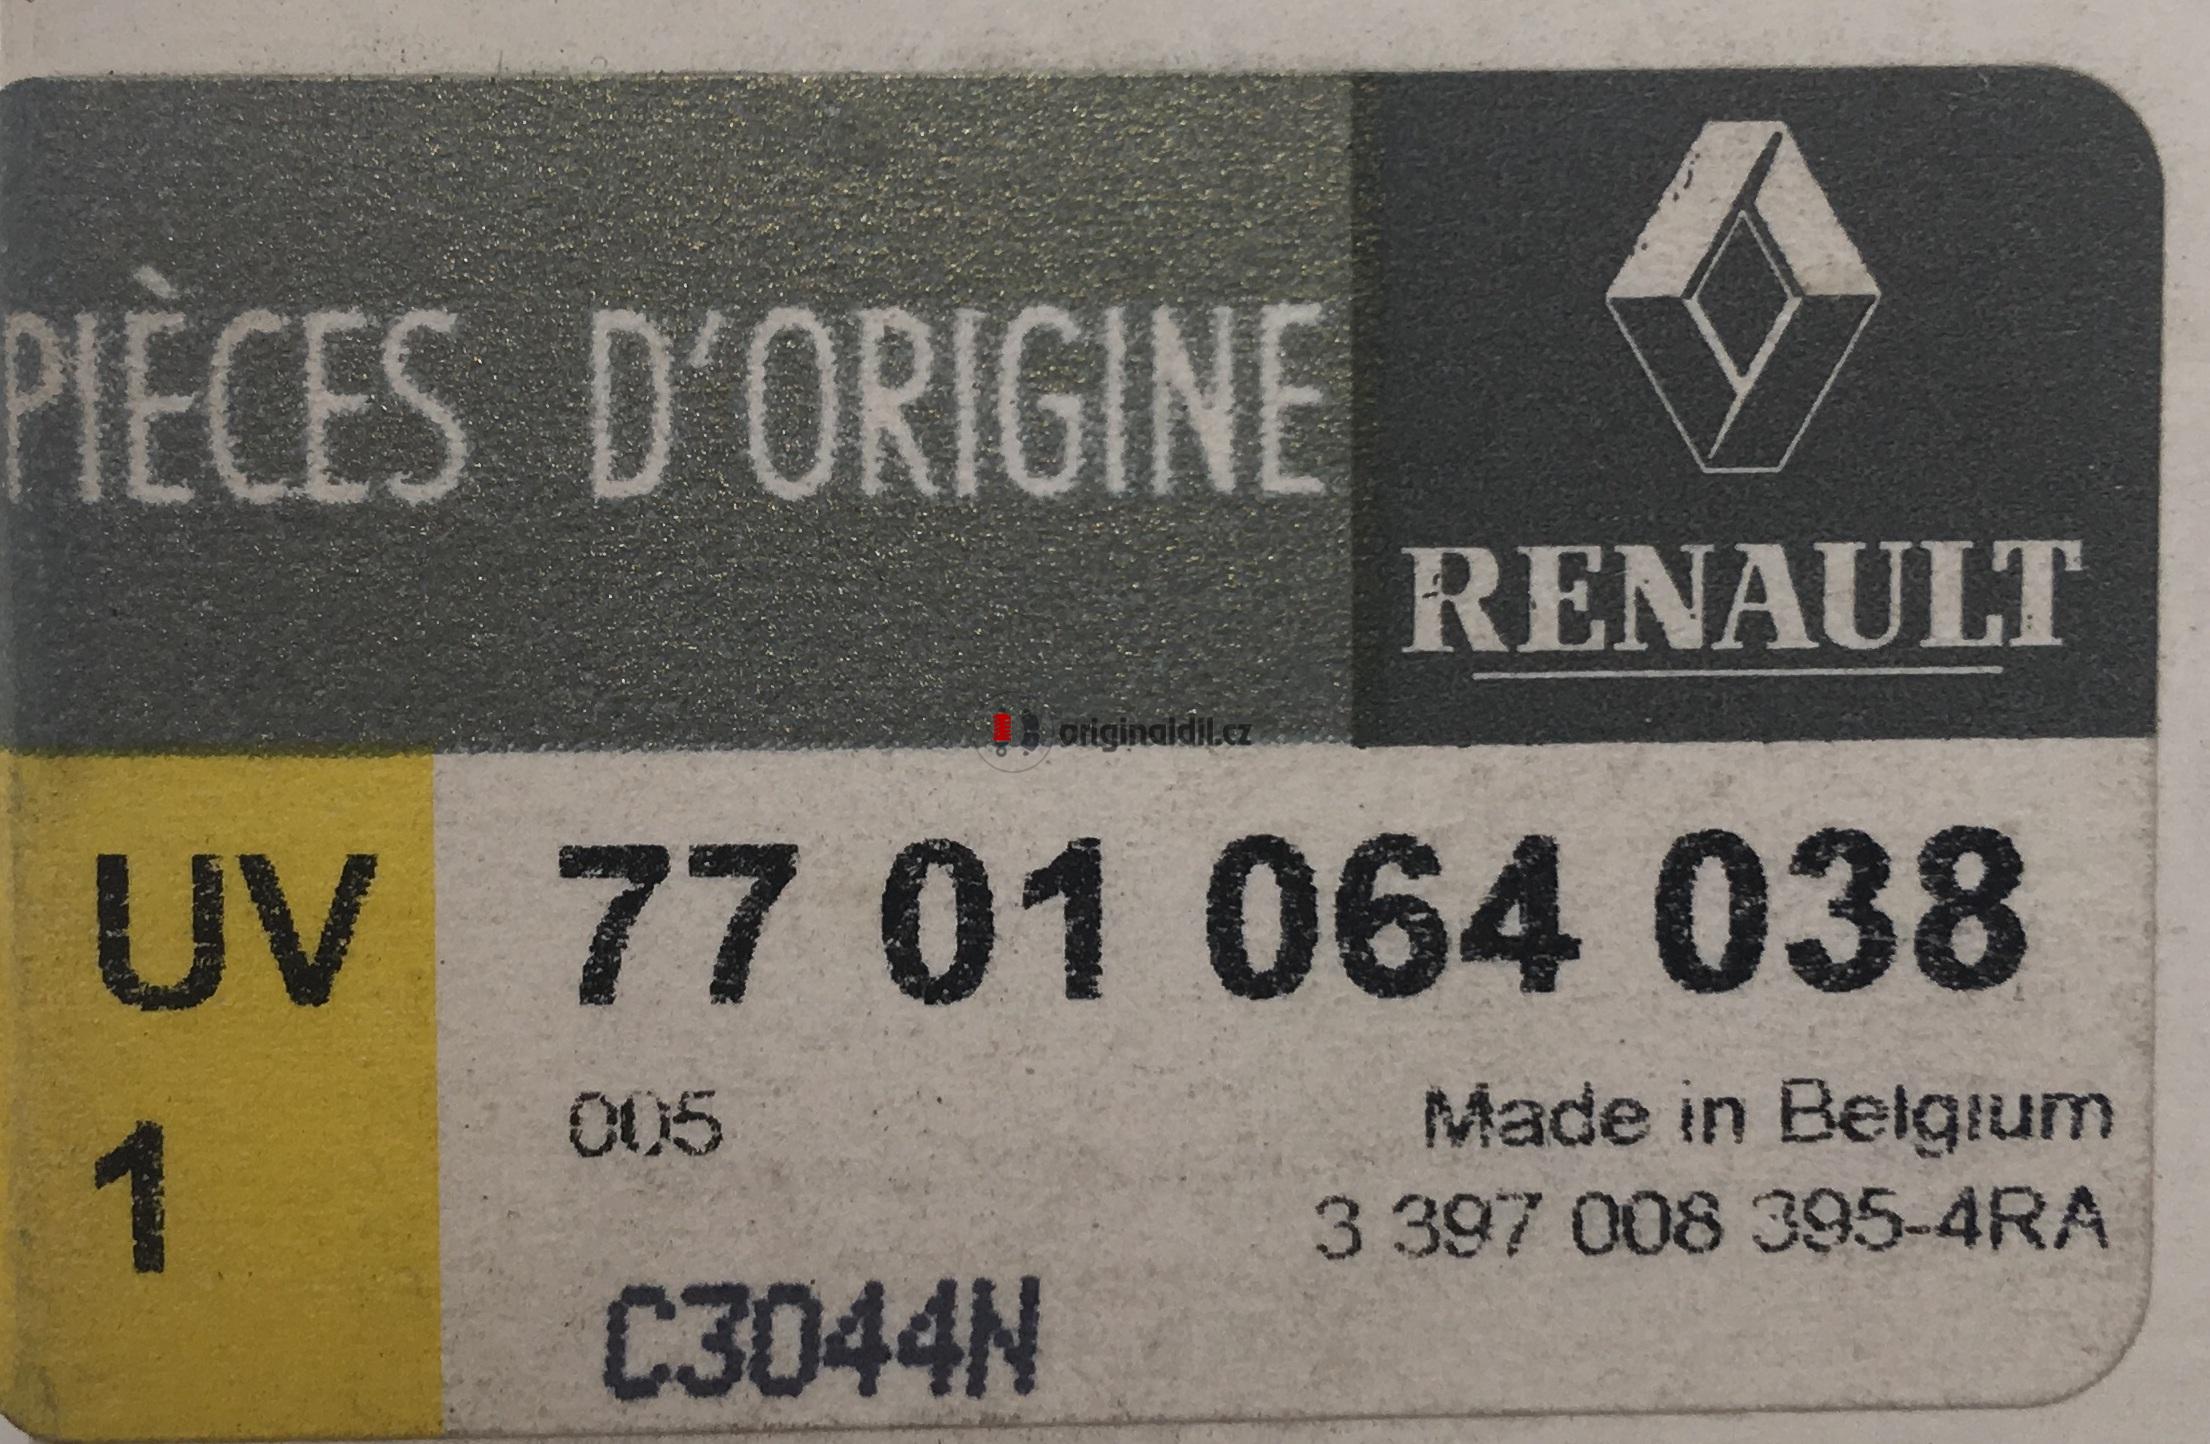 PIÈCES D'ORIGINE
RENAULT
originaldil.cz
UV
77 01 064 038
1
005
Made in Belgium
3 397 008 395-4RA
C3044N